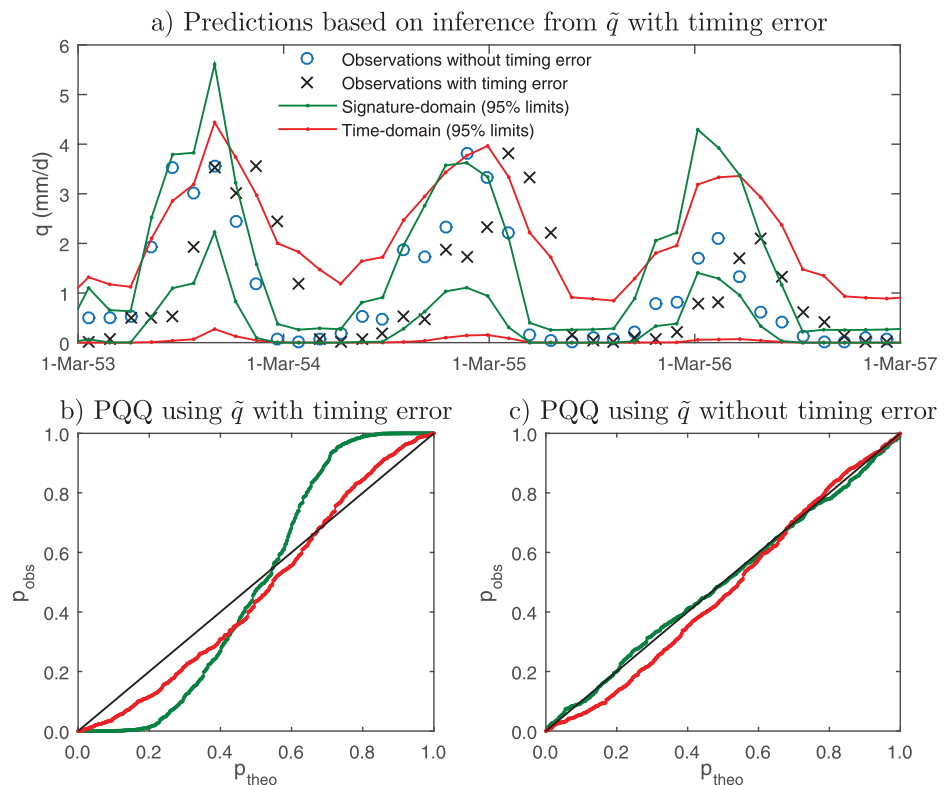 a) Predictions based on inference from q̃ with timing error
6
5
4
3
2
1
0
q (mm/d)
Observations without timing error
Observations with timing error
Signature-domain (95% limits)
Time-domain (95% limits)
1-Mar-53 1-Mar-54 1-Mar-55 1-Mar-56 1-Mar-57
b) PQQ using q̃ with timing error
1.0
0.8
0.6
0.4
0.2
0.0
p_obs
0.0 0.2 0.4 0.6 0.8 1.0
p_theo
c) PQQ using q̃ without timing error
1.0
0.8
0.6
0.4
0.2
0.0
p_obs
0.0 0.2 0.4 0.6 0.8 1.0
p_theo